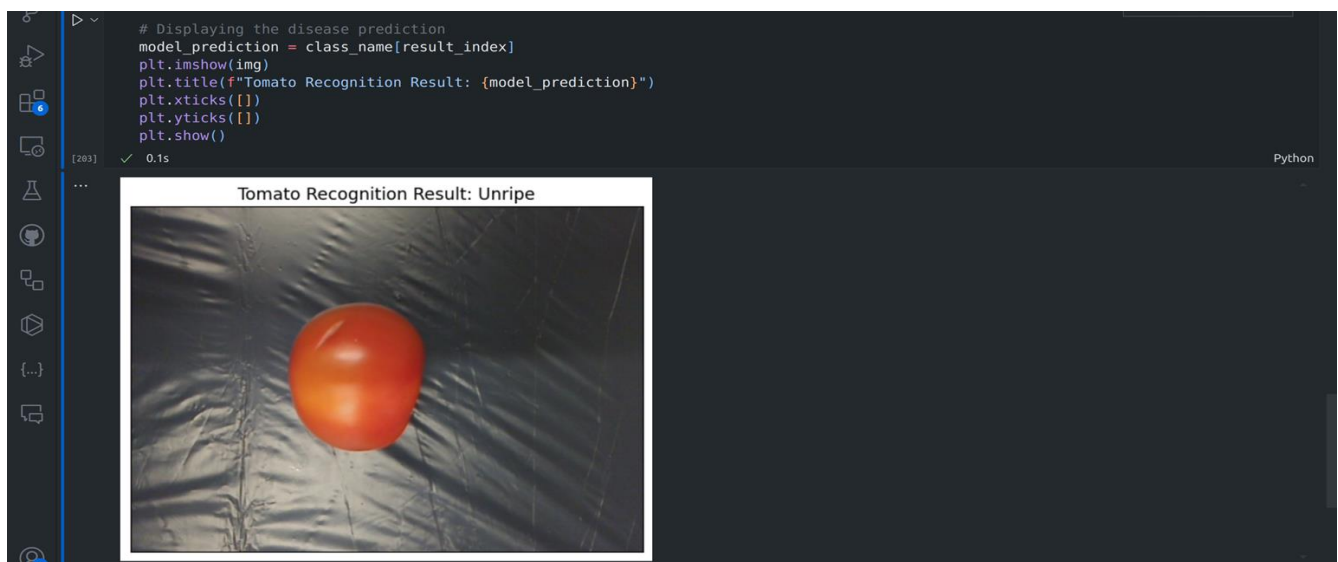 # Displaying the disease prediction
model_prediction = class_name[result_index]
plt.imshow(img)
plt.title(f"Tomato Recognition Result: {model_prediction}")
plt.xticks([])
plt.yticks([])
plt.show()
[203] ✓ 0.1s Python
6
...
Tomato Recognition Result: Unripe
{...}